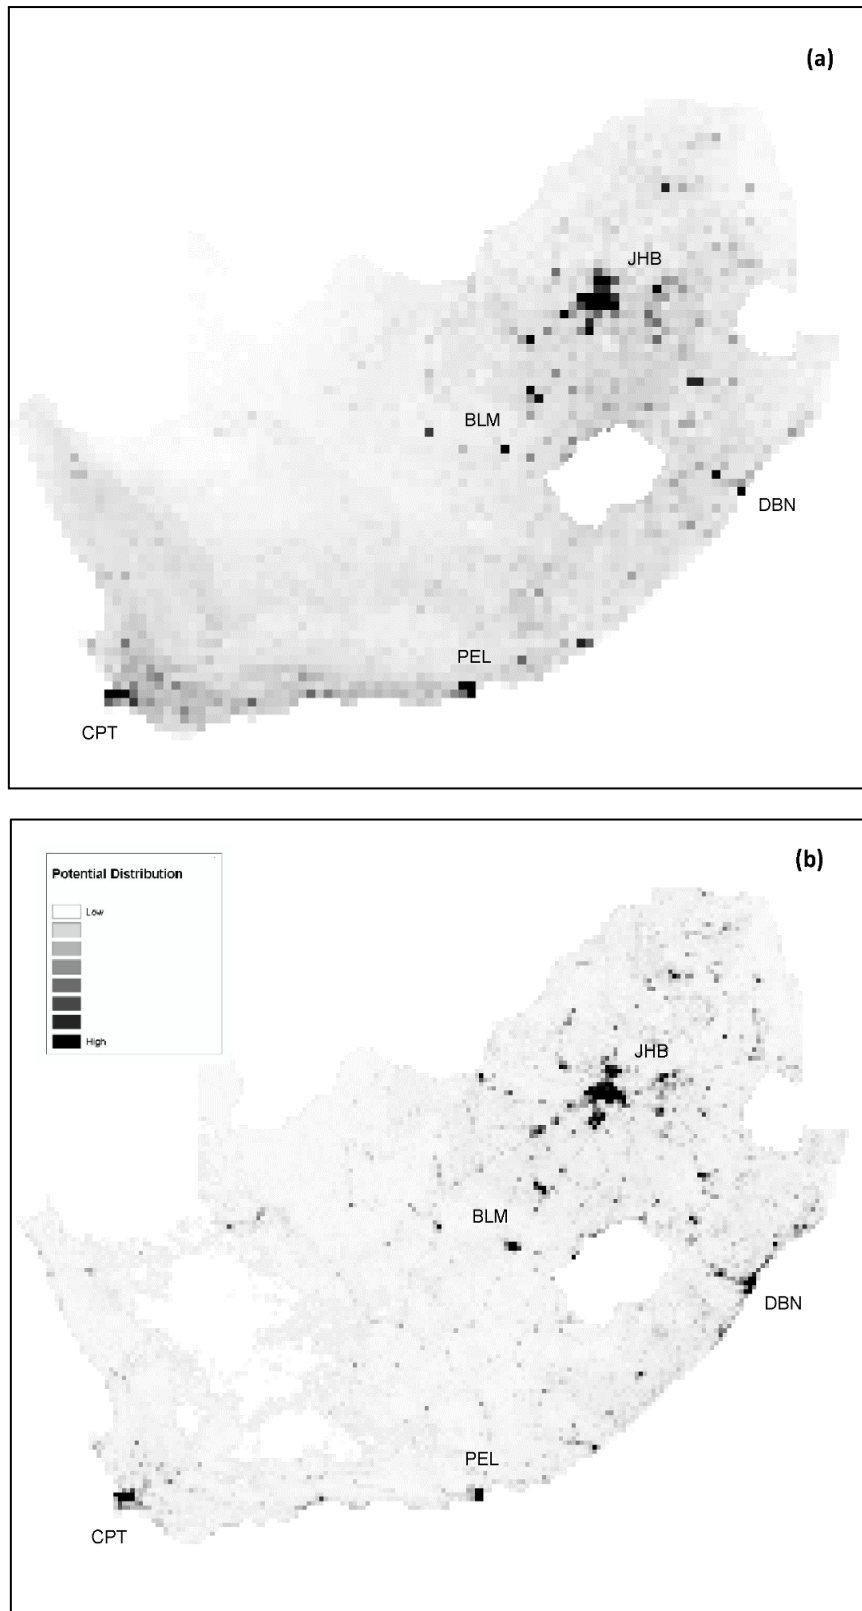 (a)
JHB
BLM
DBN
PEL
CPT
(b)
Potential Distribution
Low
High
JHB
BLM
DBN
PEL
CPT